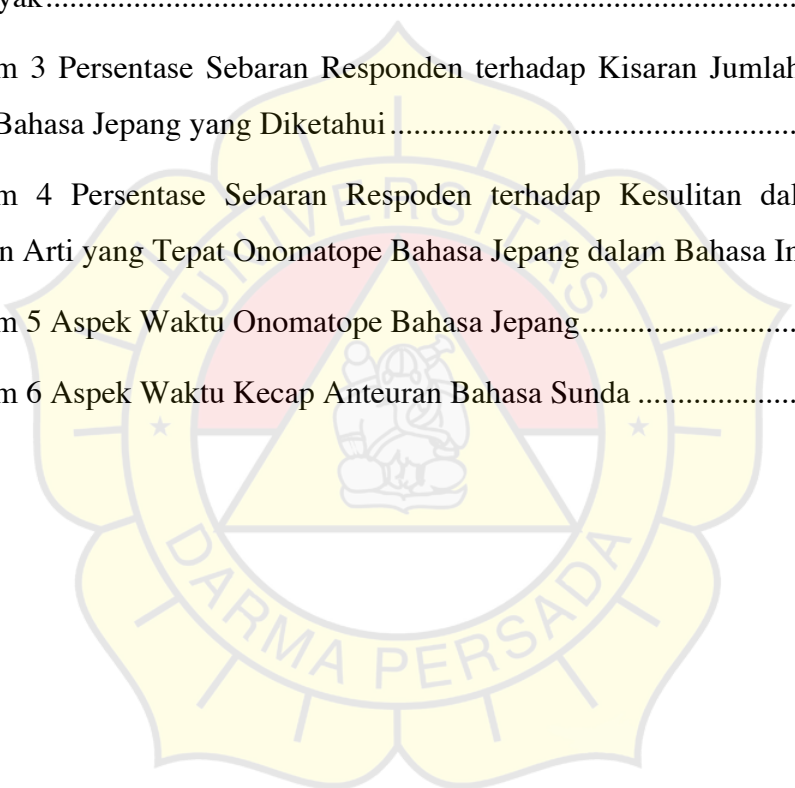 yak....................................................................................................
m 3 Persentase Sebaran Responden terhadap Kisaran Jumlah
Bahasa Jepang yang Diketahui....................................................
m 4 Persentase Sebaran Respoden terhadap Kesulitan dal
n Arti yang Tepat Onomatope Bahasa Jepang dalam Bahasa In
m 5 Aspek Waktu Onomatope Bahasa Jepang...........................
m 6 Aspek Waktu Kecap Anteuran Bahasa Sunda ....................
UNIVERSITAS
DARMA PERSADA